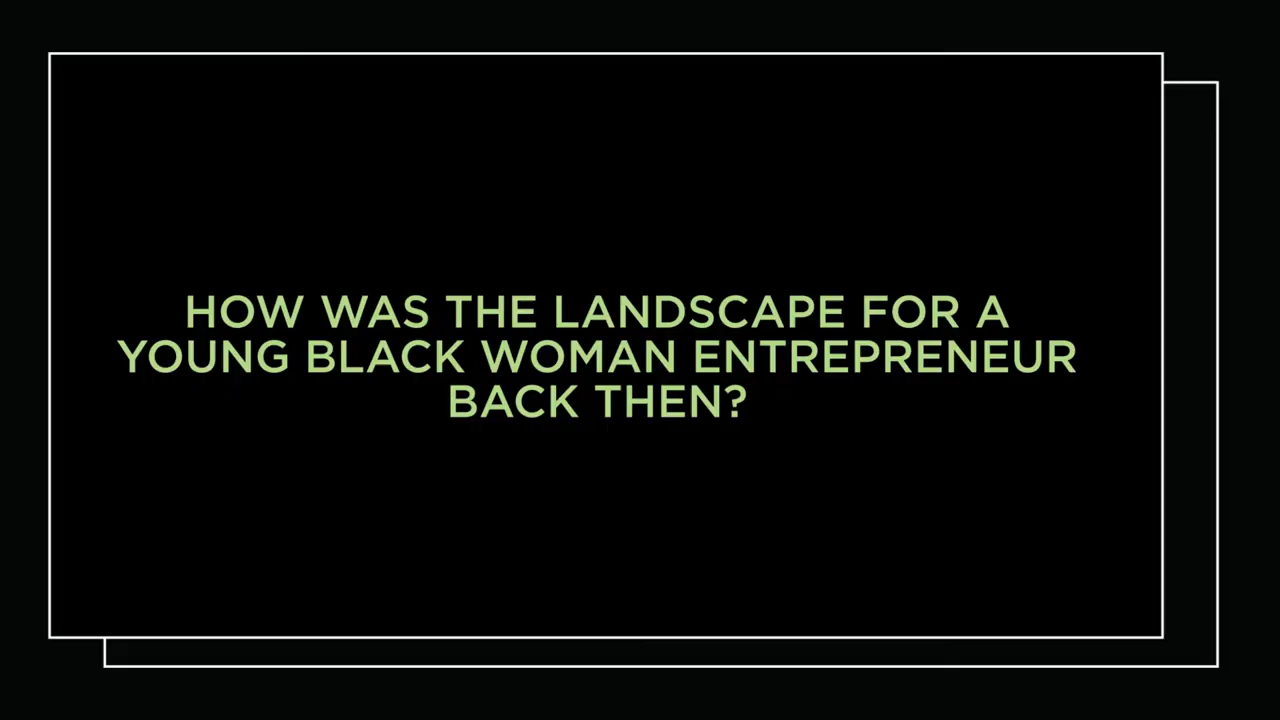 HOW WAS THE LANDSCAPE FOR A
YOUNG BLACK WOMAN ENTREPRENEUR
BACK THEN?